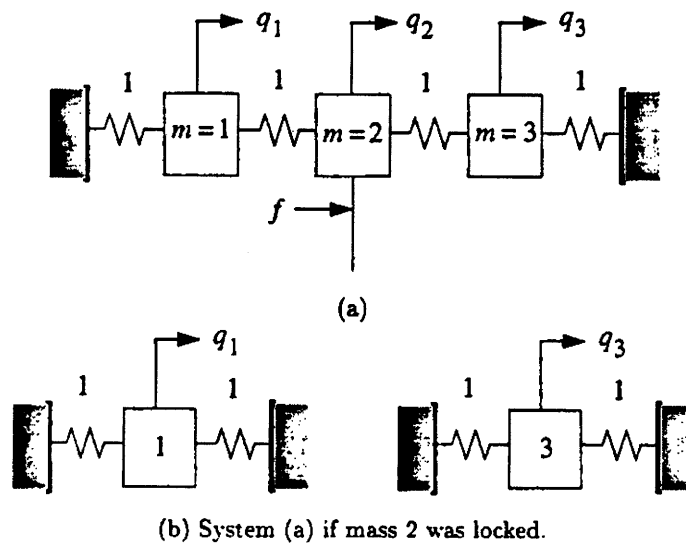 q1 q2 q3
1 1 1 1
m = 1 m = 2 m = 3
f
(a)
q1 q3
1 1 1 1
1 3
(b) System (a) if mass 2 was locked.